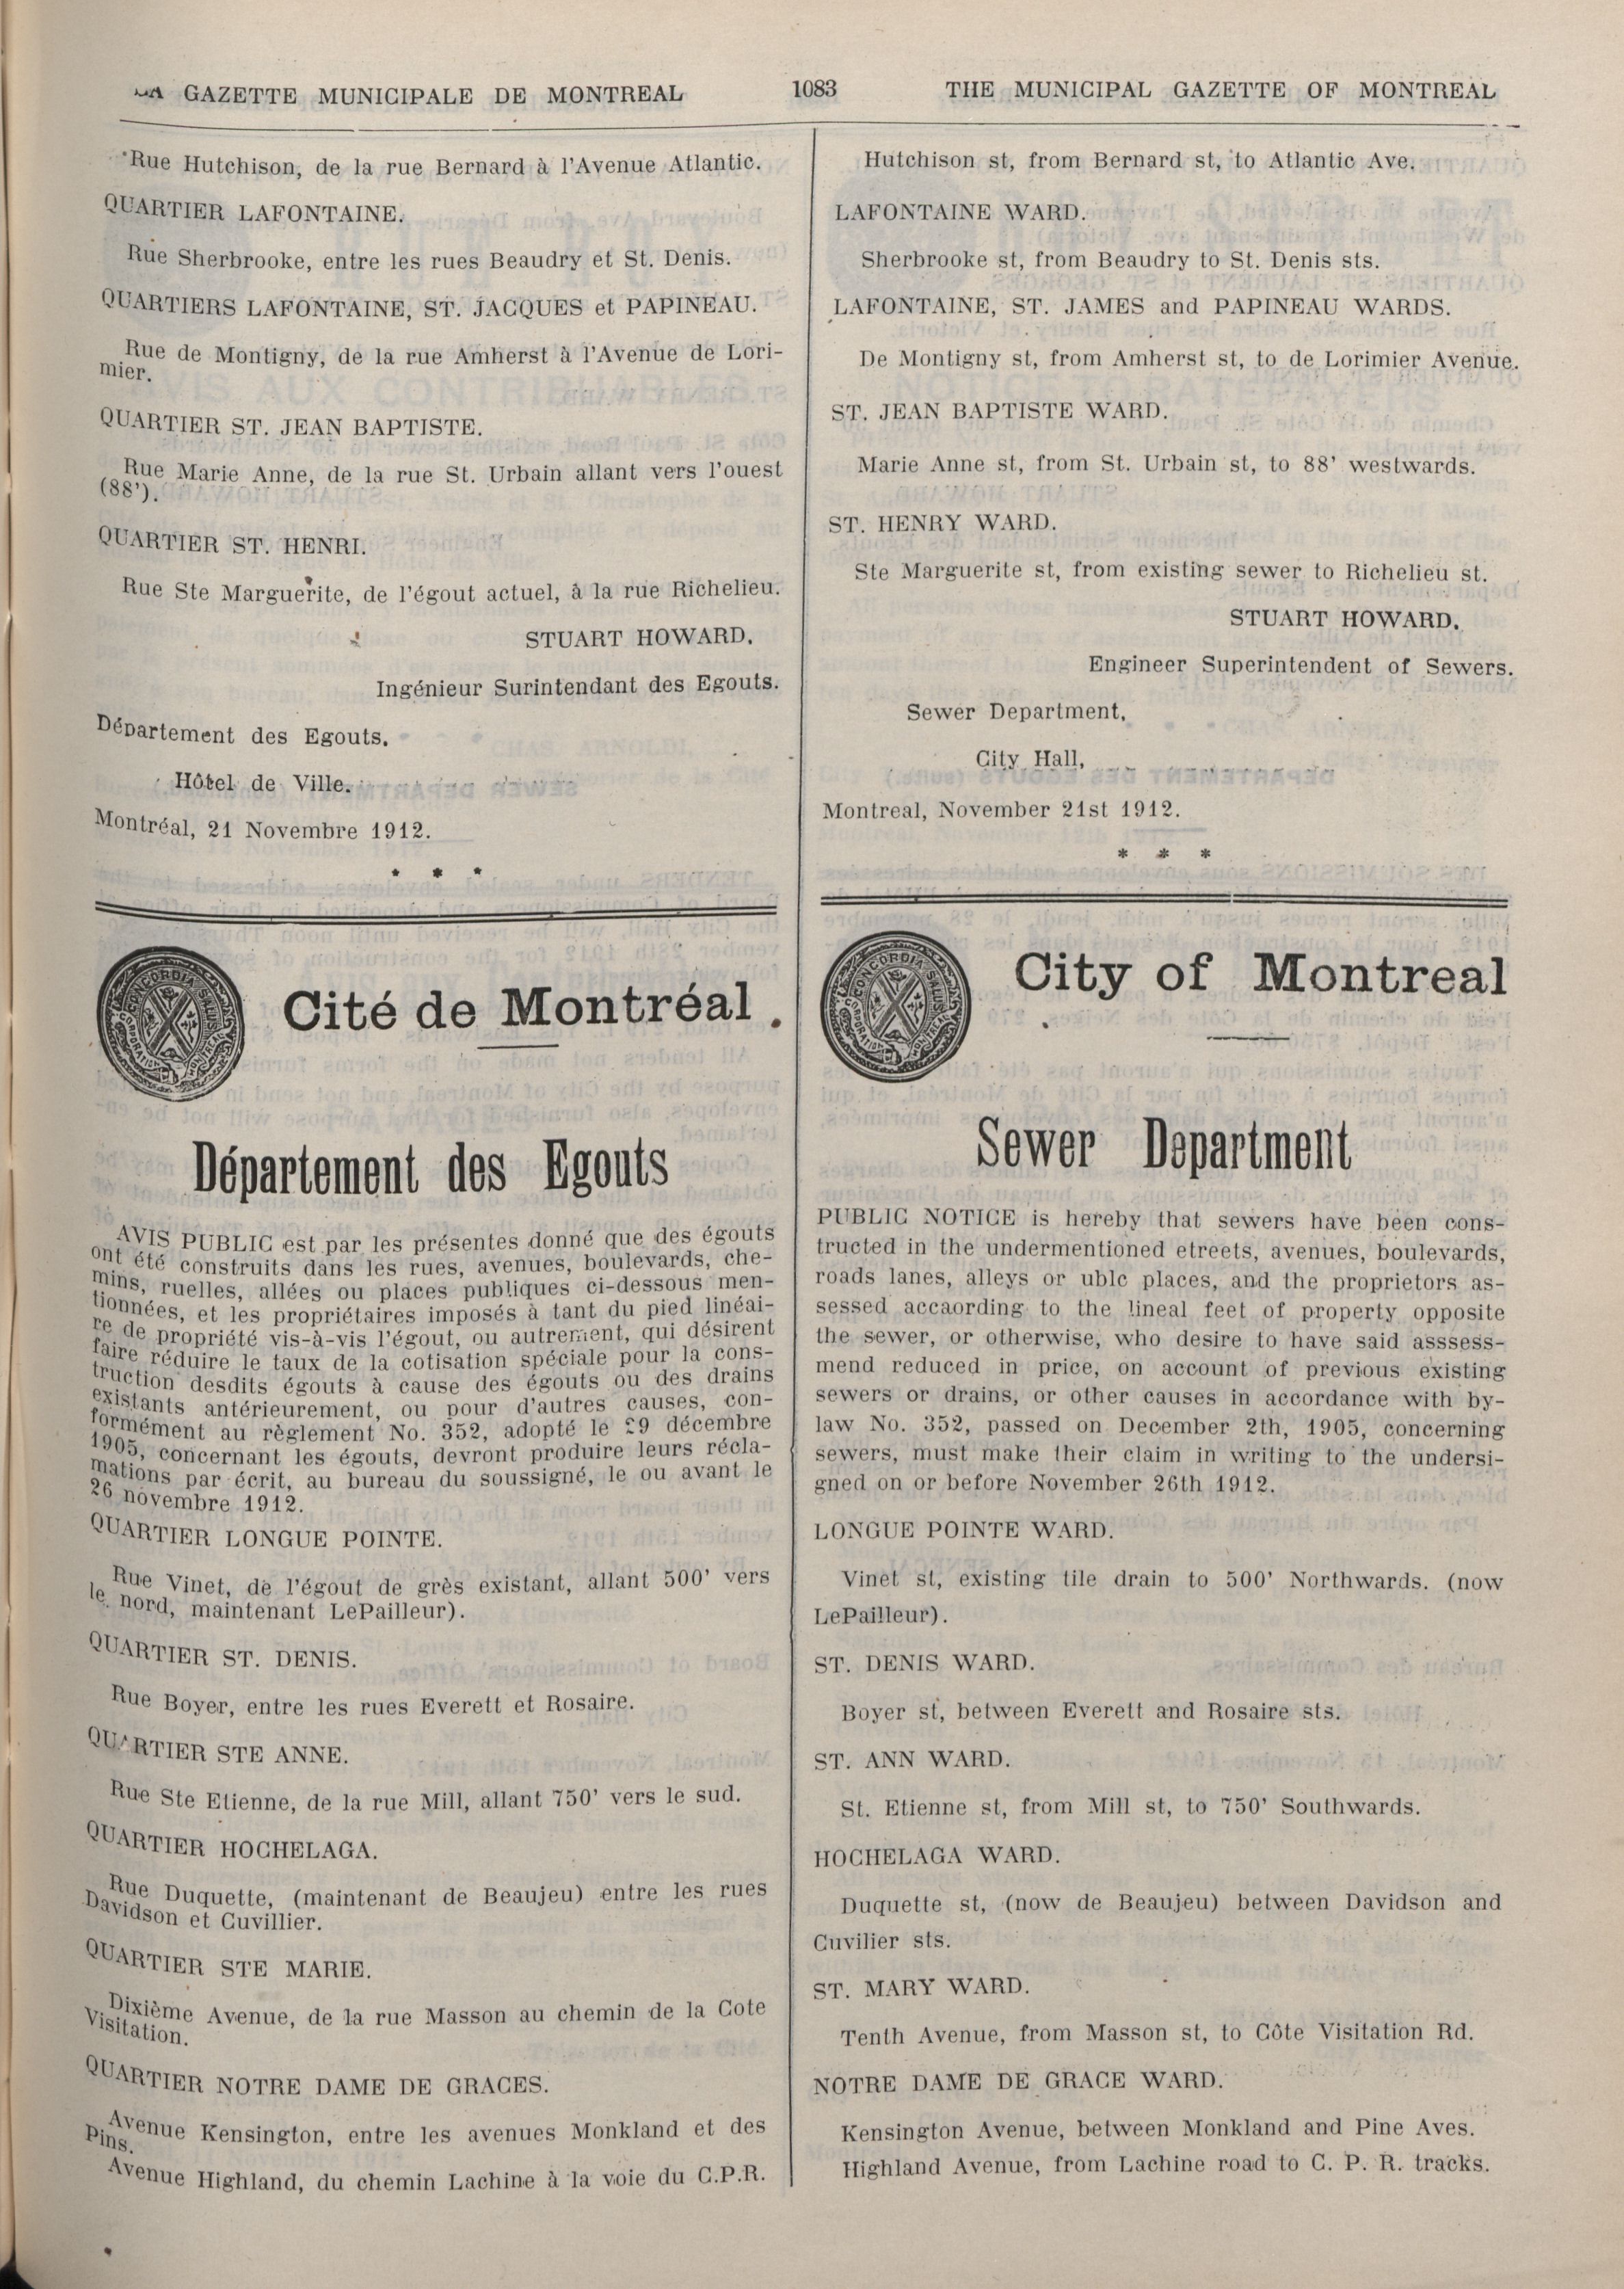 LA GAZETTE MUNICIPALE DE MONTREAL
1083
THE MUNICIPAL GAZETTE OF MONTREAL
Rue Hutchison, de la rue Bernard à l'Avenue Atlantic.
QUARTIER LAFONTAINE.
Rue Sherbrooke, entre les rues Beaudry et St. Denis.
QUARTIERS LAFONTAINE, ST. JACQUES et PAPINEAU.
Rue de Montigny, de la rue Amherst à l'Avenue de Lori-
mier.
QUARTIER ST. JEAN BAPTISTE.
Rue Marie Anne, de la rue St. Urbain allant vers l'ouest
(88').
QUARTIER ST. HENRI.
Rue Ste Marguerite, de l'égout actuel, à la rue Richelieu.
STUART HOWARD.
Ingénieur Surintendant des Egouts.
Département des Egouts.
Hôtel de Ville.
Montréal, 21 Novembre 1912.
* * *
Cité de Montréal.
Département des Egouts
AVIS PUBLIC est par les présentes donné que des égouts
ont été construits dans les rues, avenues, boulevards, che-
mins, ruelles, allées ou places publiques ci-dessous men-
tionnées, et les propriétaires imposés à tant du pied linéai-
re de propriété vis-à-vis l'égout, ou autrement, qui désirent
faire réduire le taux de la cotisation spéciale pour la cons-
truction desdits égouts à cause des égouts ou des drains
existants antérieurement, ou pour d'autres causes, con-
formément au règlement No. 352, adopté le 29 décembre
1905, concernant les égouts, devront produire leurs récla-
mations par écrit, au bureau du soussigné, le ou avant le
26 novembre 1912.
QUARTIER LONGUE POINTE.
Rue Vinet, de l'égout de grès existant, allant 500' vers
le nord, maintenant LePailleur).
QUARTIER ST. DENIS.
Rue Boyer, entre les rues Everett et Rosaire.
QUARTIER STE ANNE.
Rue Ste Etienne, de la rue Mill, allant 750' vers le sud.
QUARTIER HOCHELAGA.
Rue Duquette, (maintenant de Beaujeu) entre les rues
Davidson et Cuvillier.
QUARTIER STE MARIE.
Dixième Avenue, de la rue Masson au chemin de la Cote
Visitation.
QUARTIER NOTRE DAME DE GRACES.
Avenue Kensington, entre les avenues Monkland et des
Pins.
Avenue Highland, du chemin Lachine à la voie du C.P.R.
Hutchison st, from Bernard st, to Atlantic Ave.
LAFONTAINE WARD.
Sherbrooke st, from Beaudry to St. Denis sts.
LAFONTAINE, ST. JAMES and PAPINEAU WARDS.
De Montigny st, from Amherst st, to de Lorimier Avenue.
ST. JEAN BAPTISTE WARD.
Marie Anne st, from St. Urbain st, to 88' westwards.
ST. HENRY WARD.
Ste Marguerite st, from existing sewer to Richelieu st.
STUART HOWARD.
Engineer Superintendent of Sewers.
Sewer Department,
City Hall,
Montreal, November 21st 1912.
* * *
City of Montreal
Sewer Department
PUBLIC NOTICE is hereby that sewers have been cons-
tructed in the undermentioned etreets, avenues, boulevards,
roads lanes, alleys or ublc places, and the proprietors as-
sessed accaording to the lineal feet of property opposite
the sewer, or otherwise, who desire to have said asssess-
mend reduced in price, on account of previous existing
sewers or drains, or other causes in accordance with by-
law No. 352, passed on December 2th, 1905, concerning
sewers, must make their claim in writing to the undersi-
gned on or before November 26th 1912.
LONGUE POINTE WARD.
Vinet st, existing tile drain to 500' Northwards. (now
LePailleur).
ST. DENIS WARD.
Boyer st, between Everett and Rosaire sts.
ST. ANN WARD.
St. Etienne st, from Mill st, to 750' Southwards.
HOCHELAGA WARD.
Duquette st, (now de Beaujeu) between Davidson and
Cuvilier sts.
ST. MARY WARD.
Tenth Avenue, from Masson st, to Côte Visitation Rd.
NOTRE DAME DE GRACE WARD.
Kensington Avenue, between Monkland and Pine Aves.
Highland Avenue, from Lachine road to C. P. R. tracks.